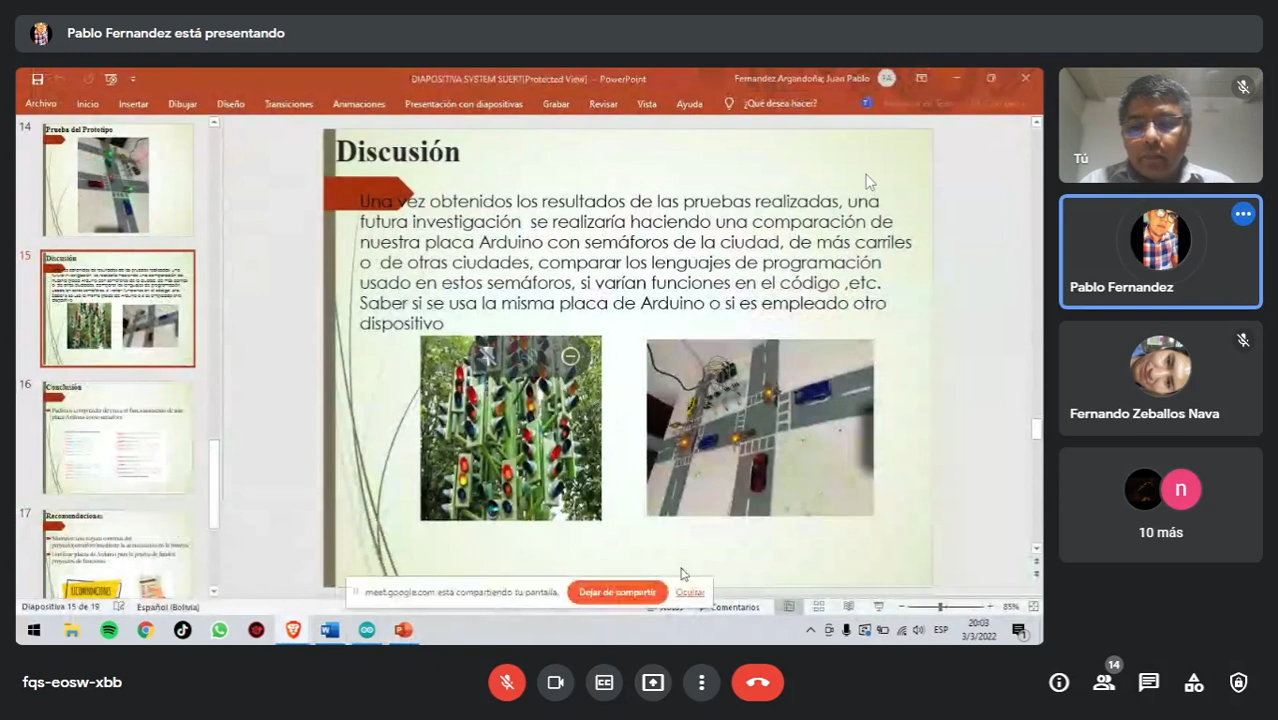 Pablo Fernandez está presentando
DIAPOSITIVA SYSTEM SUERT[Protected View] – PowerPoint
Fernandez Argandoña; Juan Pablo
FA
Archivo Inicio Insertar Dibujar Diseño Transiciones Animaciones Presentación con diapositivas Grabar Revisar Vista Ayuda ¿Qué desea hacer?
14
Prueba del Prototipo
15
Discusión
16
Conclusión
17
Recomendaciones
Discusión
Una vez obtenidos los resultados de las pruebas realizadas, una
futura investigación se realizaría haciendo una comparación de
nuestra placa Arduino con semáforos de la ciudad, de más carriles
o de otras ciudades, comparar los lenguajes de programación
usado en estos semáforos, si varían funciones en el código ,etc.
Saber si se usa la misma placa de Arduino o si es empleado otro
dispositivo
meet.google.com está compartiendo tu pantalla.
Dejar de compartir
Ocultar
Diapositiva 15 de 19
Español (Bolivia)
Comentarios
85%
ESP
20:03
3/3/2022
Tú
Pablo Fernandez
Fernando Zeballos Nava
n
10 más
fqs-eosw-xbb
14